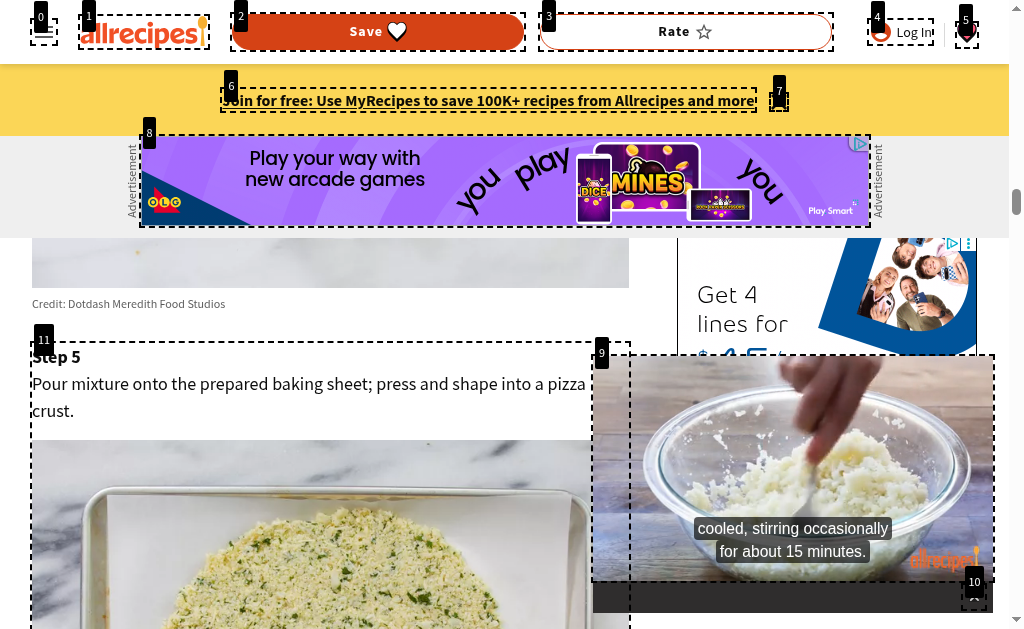 0
1
2
3
4
5
allrecipes
Save
Rate
Log In
6
7
Join for free: Use MyRecipes to save 100K+ recipes from Allrecipes and more
8
Advertisement
Play your way with
new arcade games
OLG
you play
DICE
MINES
you
Play Smart
Advertisement
Credit: Dotdash Meredith Food Studios
Get 4
lines for
11
9
Step 5
Pour mixture onto the prepared baking sheet; press and shape into a pizza
crust.
cooled, stirring occasionally
for about 15 minutes.
allrecipes
10